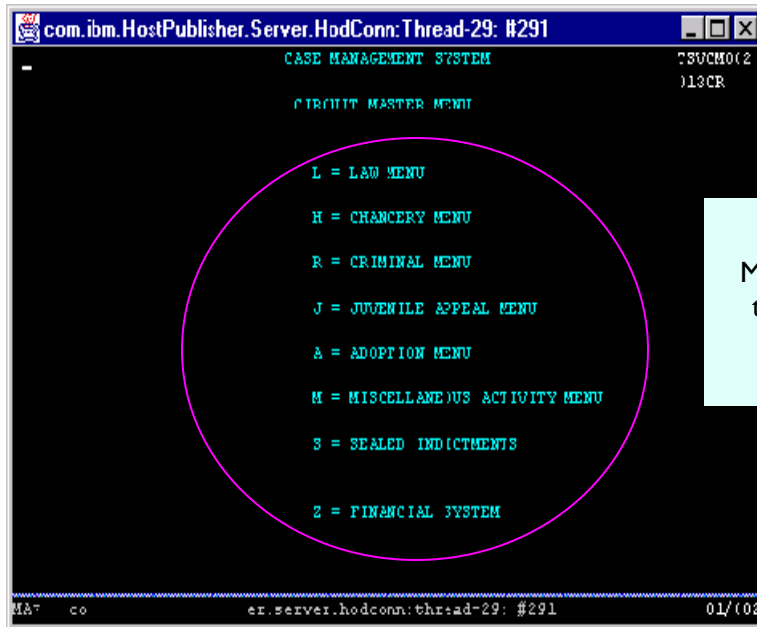 com.ibm.HostPublisher.Server.HodConn:Thread-29: #291
CASE MANAGEMENT SYSTEM
CIRCUIT MASTER MENU
L = LAW MENU
H = CHANCERY MENU
R = CRIMINAL MENU
J = JUVENILE APPEAL MENU
A = ADOPTION MENU
M = MISCELLANEOUS ACTIVITY MENU
S = SEALED INDICTMENTS
Z = FINANCIAL SYSTEM
co er.server.hodconn:thread-29: #291